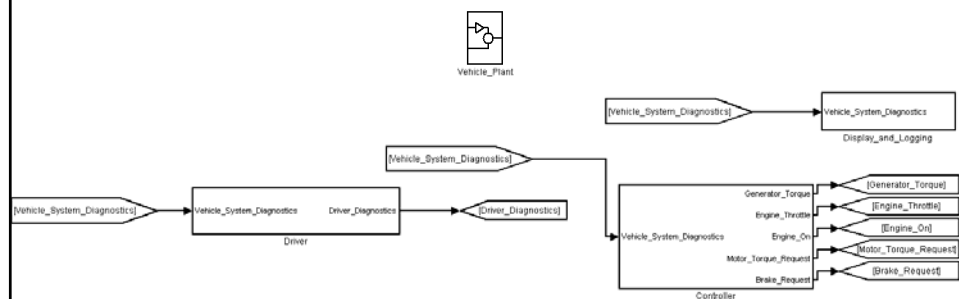 Vehicle_Plant
[Vehicle_System_Diagnostics]
Vehicle_System_Diagnostics
Display_and_Logging
[Vehicle_System_Diagnostics]
[Vehicle_System_Diagnostics]
Vehicle_System_Diagnostics
Driver_Diagnostics
Driver
[Driver_Diagnostics]
Vehicle_System_Diagnostics
Generator_Torque
Engine_Throttle
Engine_On
Motor_Torque_Request
Brake_Request
Controller
[Generator_Torque]
[Engine_Throttle]
[Engine_On]
[Motor_Torque_Request]
[Brake_Request]